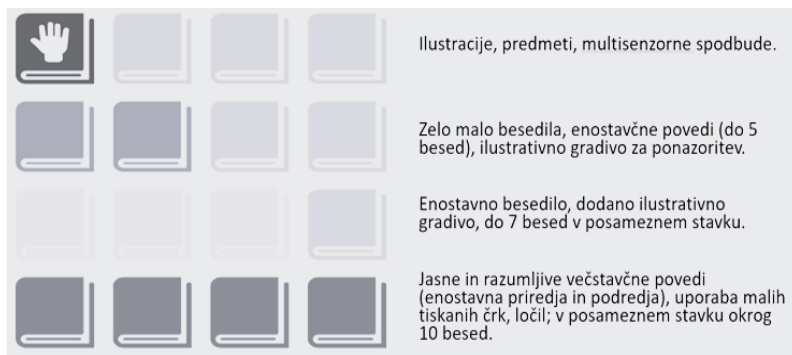 Ilustracije, predmeti, multisenzorne spodbude.
Zelo malo besedila, enostavčne povedi (do 5
besed), ilustrativno gradivo za ponazoritev.
Enostavno besedilo, dodano ilustrativno
gradivo, do 7 besed v posameznem stavku.
Jasne in razumljive večstavčne povedi
(enostavna priredja in podredja), uporaba malih
tiskanih črk, ločil; v posameznem stavku okrog
10 besed.